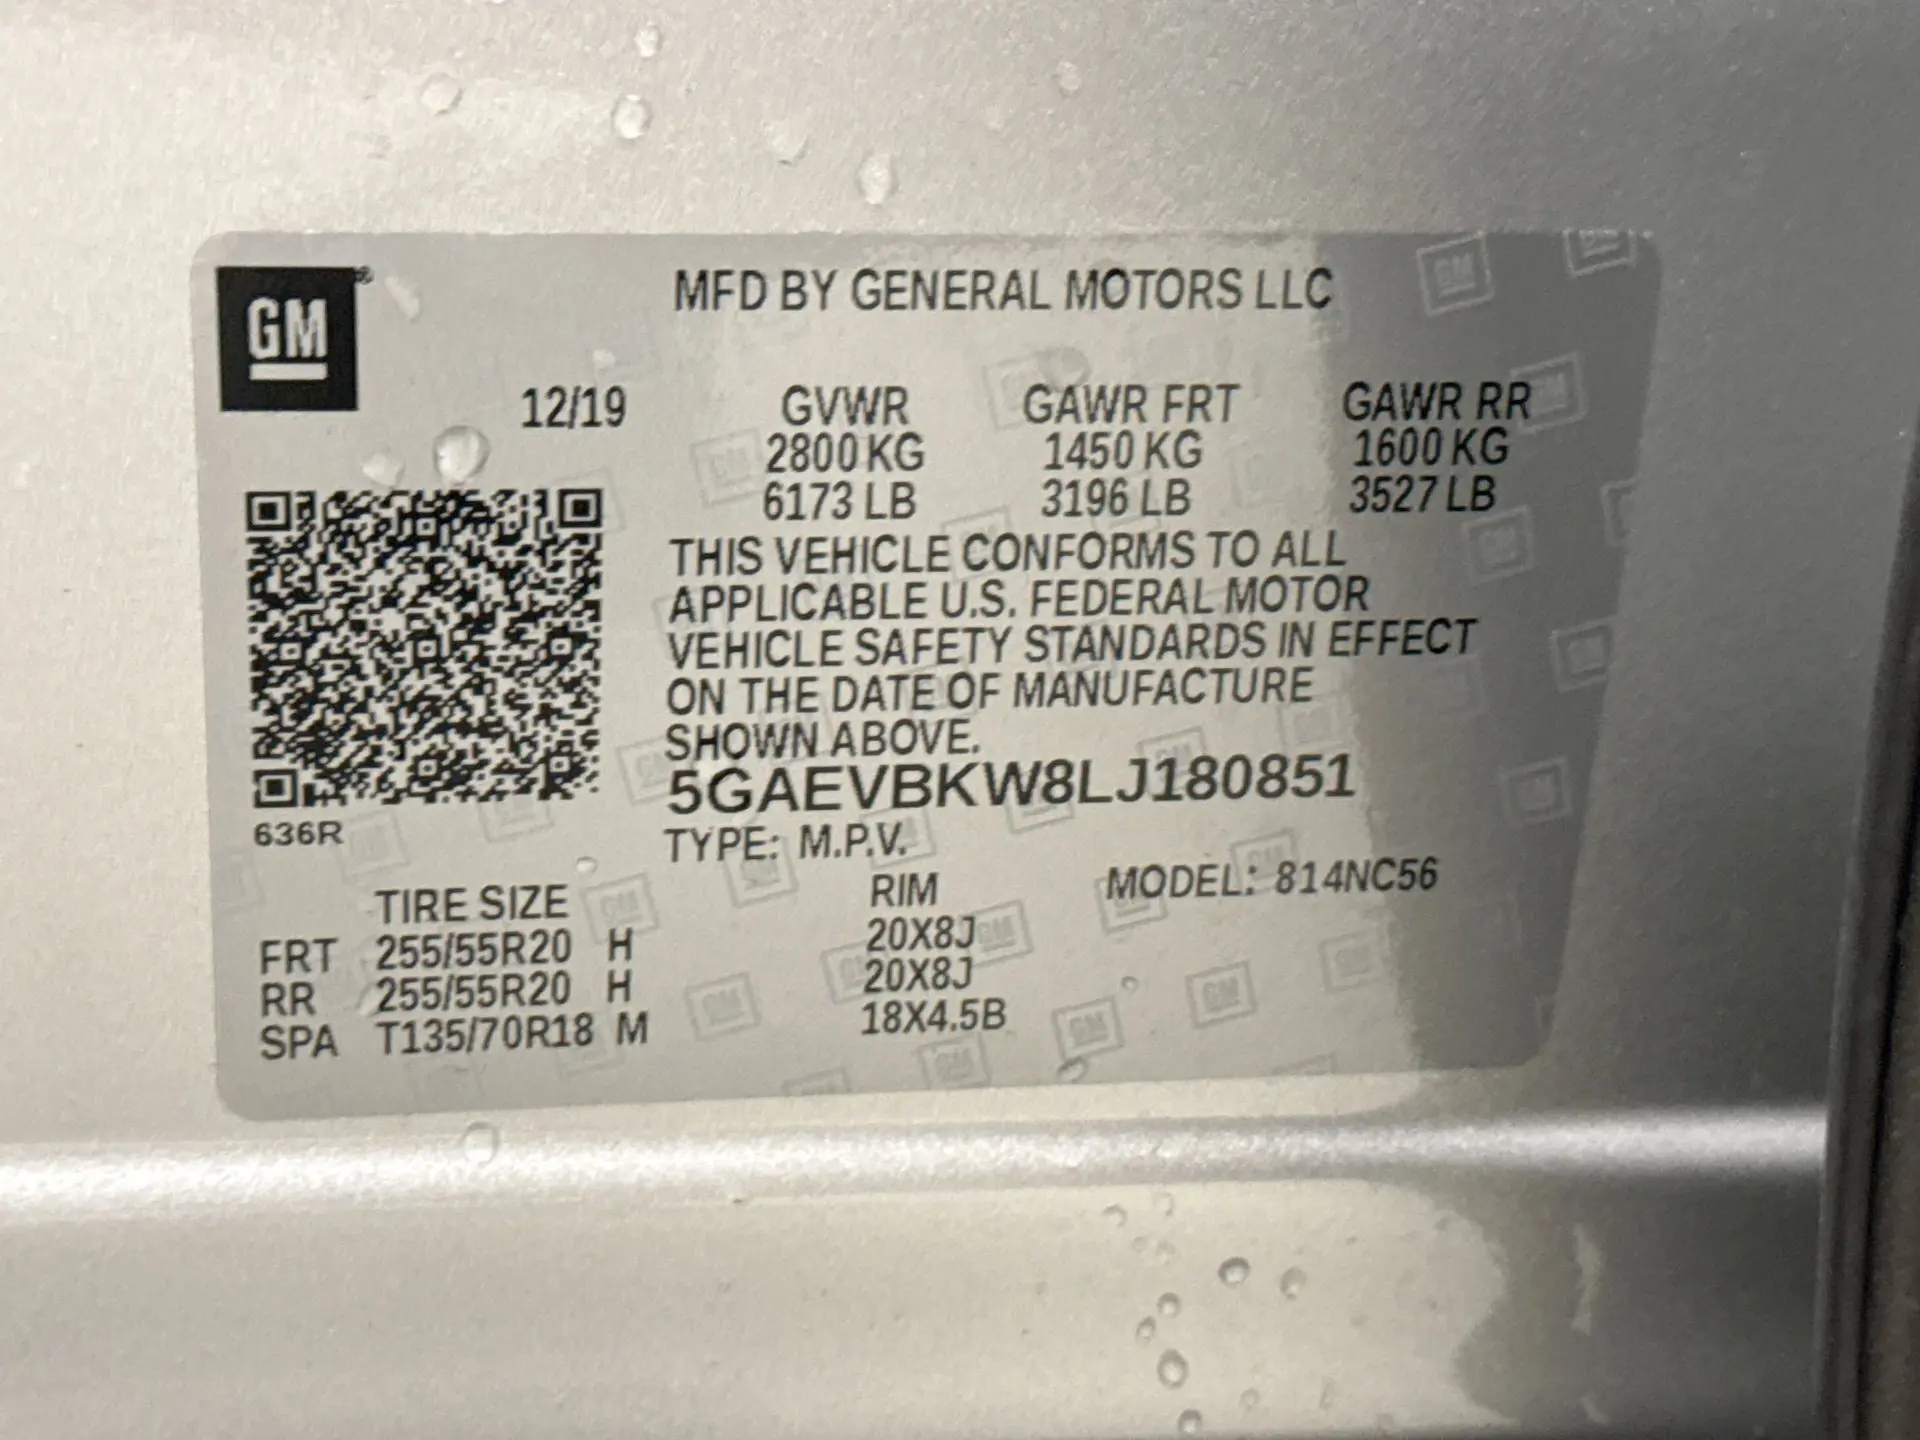 GM ®
MFD BY GENERAL MOTORS LLC
12/19 GVWR GAWR FRT GAWR RR
2800 KG 1450 KG 1600 KG
6173 LB 3196 LB 3527 LB
THIS VEHICLE CONFORMS TO ALL
APPLICABLE U.S. FEDERAL MOTOR
VEHICLE SAFETY STANDARDS IN EFFECT
ON THE DATE OF MANUFACTURE
SHOWN ABOVE.
5GAEVBKW8LJ180851
636R
TYPE: M.P.V.
MODEL: 814NC56
TIRE SIZE RIM
FRT 255/55R20 H 20X8J
RR 255/55R20 H 20X8J
SPA T135/70R18 M 18X4.5B